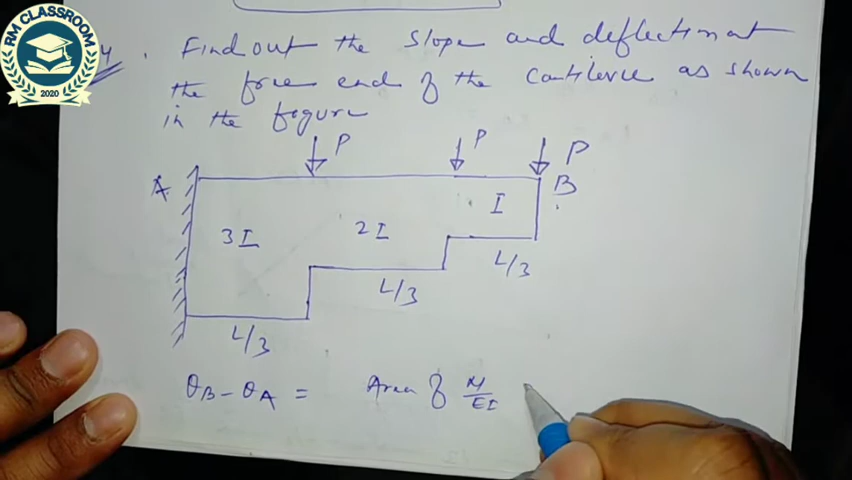 RM CLASSROOM
2020
4. Find out the slope and deflection at
the free end of the cantilever as shown
in the figure
P P P
A B
3I 2I I
L/3 L/3 L/3
θB - θA = Area of M/EI